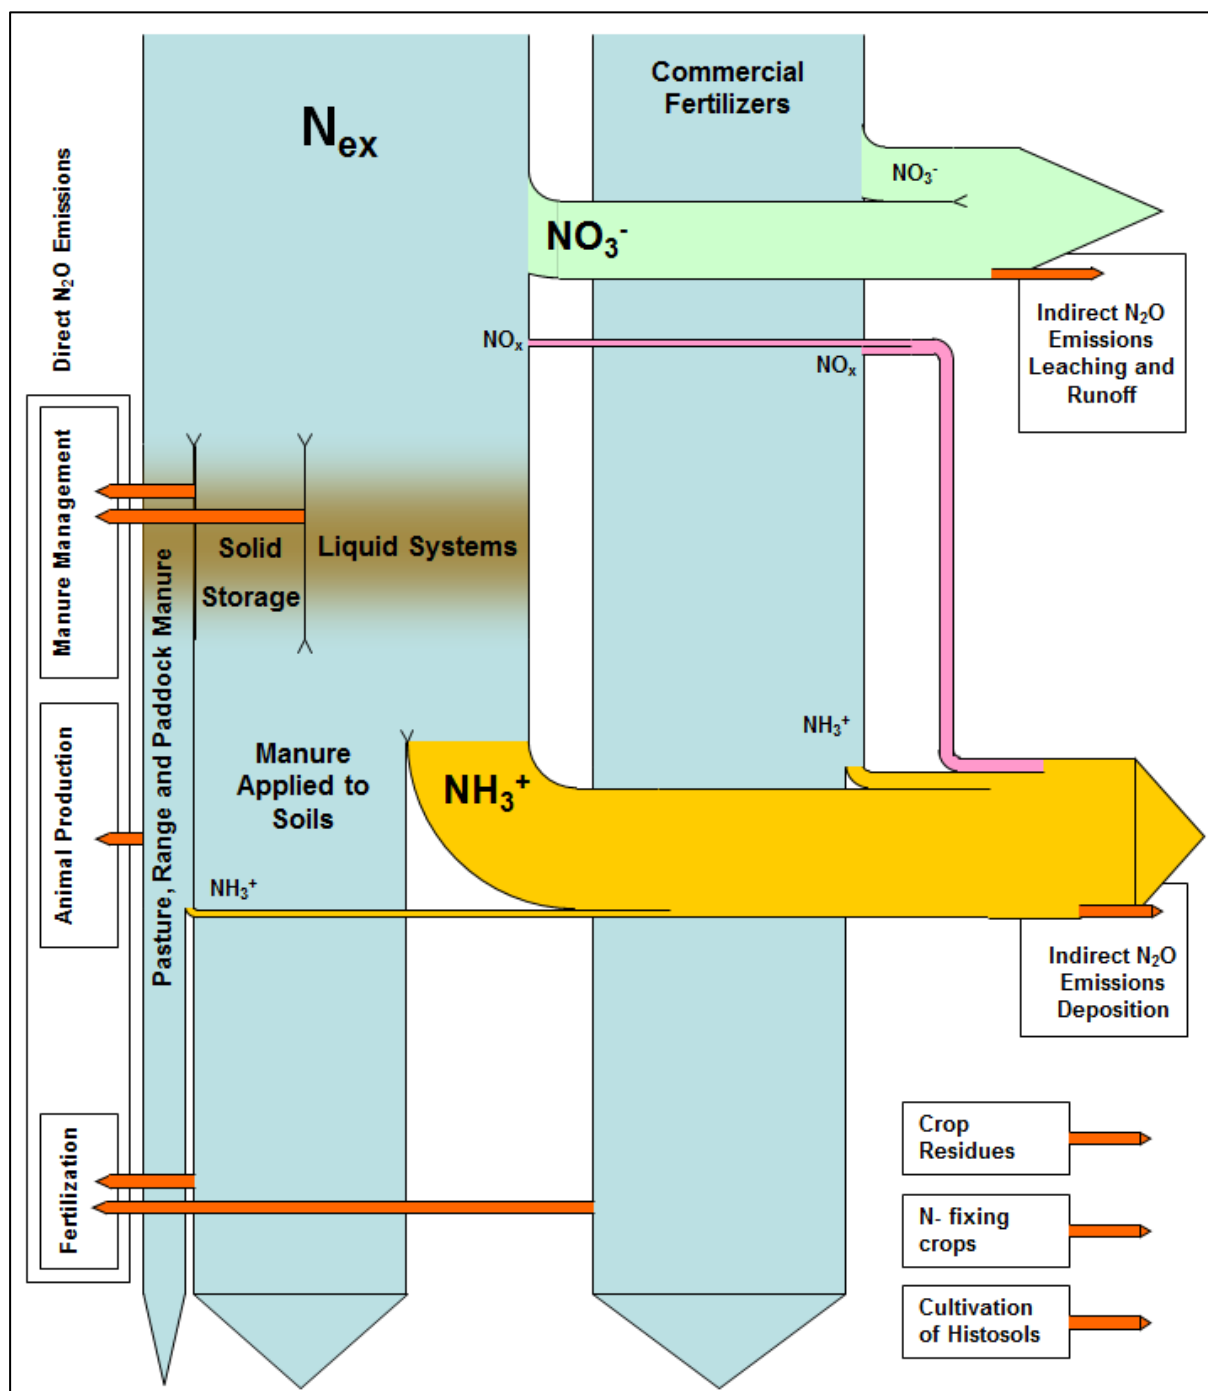 Commercial
Fertilizers
Nₑₓ
NO₃⁻
NO₃⁻
Direct N₂O Emissions
Indirect N₂O
Emissions
Leaching and
Runoff
NOₓ
NOₓ
Manure Management
Solid
Storage
Liquid Systems
Pasture, Range and Paddock Manure
Animal Production
Manure
Applied to
Soils
NH₃⁺
NH₃⁺
NH₃⁺
Indirect N₂O
Emissions
Deposition
Fertilization
Crop
Residues
N- fixing
crops
Cultivation
of Histosols